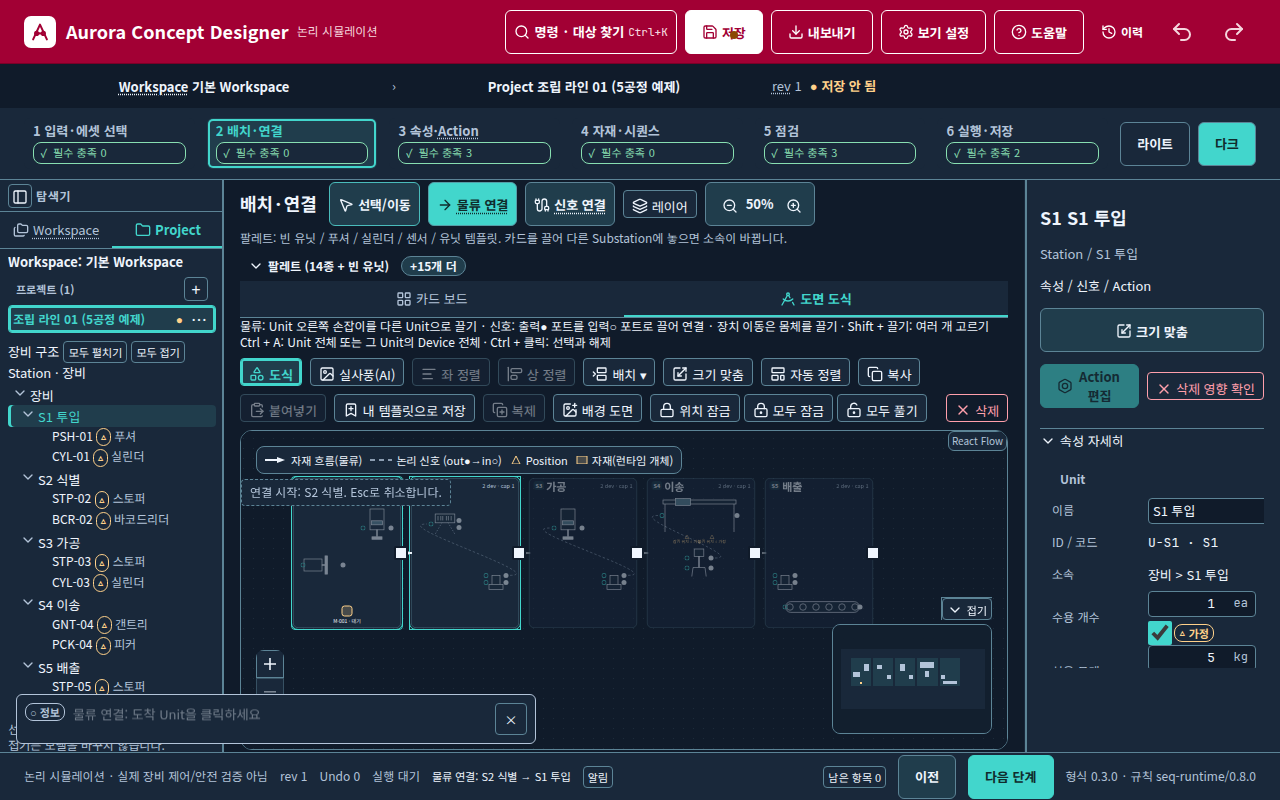 Aurora Concept Designer 논리 시뮬레이션
명령 · 대상 찾기 Ctrl+K
저장
내보내기
보기 설정
도움말
이력
Workspace 기본 Workspace › Project 조립 라인 01 (5공정 예제) rev 1 ● 저장 안 됨
1 입력·에셋 선택
✓ 필수 충족 0
2 배치·연결
✓ 필수 충족 0
3 속성·Action
✓ 필수 충족 3
4 자재·시퀀스
✓ 필수 충족 0
5 점검
✓ 필수 충족 3
6 실행·저장
✓ 필수 충족 2
라이트
다크
탐색기
Workspace
Project
Workspace: 기본 Workspace
프로젝트 (1)
+
조립 라인 01 (5공정 예제) ● ···
장비 구조 모두 펼치기 모두 접기
Station · 장비
장비
S1 투입
PSH-01 푸셔
CYL-01 실린더
S2 식별
STP-02 스토퍼
BCR-02 바코드리더
S3 가공
STP-03 스토퍼
CYL-03 실린더
S4 이송
GNT-04 갠트리
PCK-04 피커
S5 배출
STP-05 스토퍼
접기는 모델을 바꾸지 않습니다.
배치·연결
선택/이동
물류 연결
신호 연결
레이어
50%
팔레트: 빈 유닛 / 푸셔 / 실린더 / 센서 / 유닛 템플릿. 카드를 끌어 다른 Substation에 놓으면 소속이 바뀝니다.
팔레트 (14종 + 빈 유닛) +15개 더
카드 보드
도면 도식
물류: Unit 오른쪽 손잡이를 다른 Unit으로 끌기 · 신호: 출력● 포트를 입력○ 포트로 끌어 연결 · 장치 이동은 몸체를 끌기 · Shift + 끌기: 여러 개 고르기
Ctrl + A: Unit 전체 또는 그 Unit의 Device 전체 · Ctrl + 클릭: 선택과 해제
도식
실사풍(AI)
좌 정렬
상 정렬
배치 ▾
크기 맞춤
자동 정렬
복사
붙여넣기
내 템플릿으로 저장
복제
배경 도면
위치 잠금
모두 잠금
모두 풀기
삭제
React Flow
자재 흐름(물류) 논리 신호 (out●→in○) Position 자재(런타임 개체)
연결 시작: S2 식별. Esc로 취소합니다.
2 dev · cap 1
S3 가공 2 dev · cap 1
S4 이송 2 dev · cap 1
S5 배출 2 dev · cap 1
M-001 · 대기
접기
+
−
○ 정보 물류 연결: 도착 Unit을 클릭하세요
S1 S1 투입
Station / S1 투입
속성 / 신호 / Action
크기 맞춤
Action
편집
삭제 영향 확인
속성 자세히
Unit
이름 S1 투입
ID / 코드 U-S1 · S1
소속 장비 > S1 투입
수용 개수 1 ea
가정
5 kg
논리 시뮬레이션 · 실제 장비 제어/안전 검증 아님 rev 1 Undo 0 실행 대기 물류 연결: S2 식별 → S1 투입 알림
남은 항목 0
이전
다음 단계
형식 0.3.0 · 규칙 seq-runtime/0.8.0